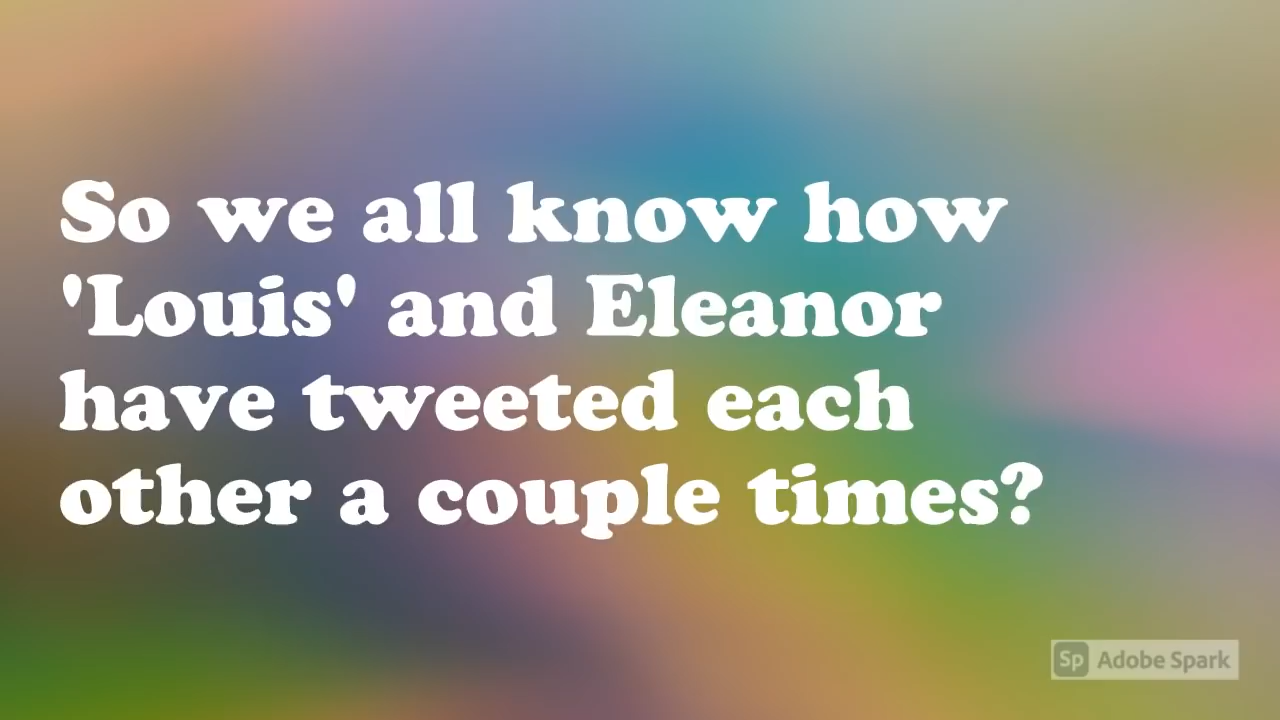 So we all know how
'Louis' and Eleanor
have tweeted each
other a couple times?
Sp Adobe Spark